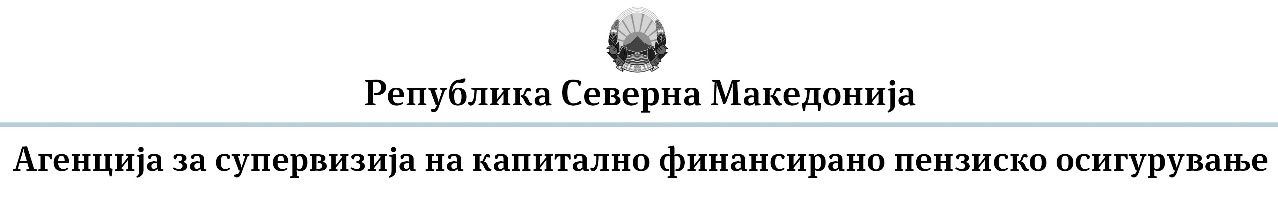 Република Северна Македонија
Агенција за супервизија на капитално финансирано пензиско осигурување